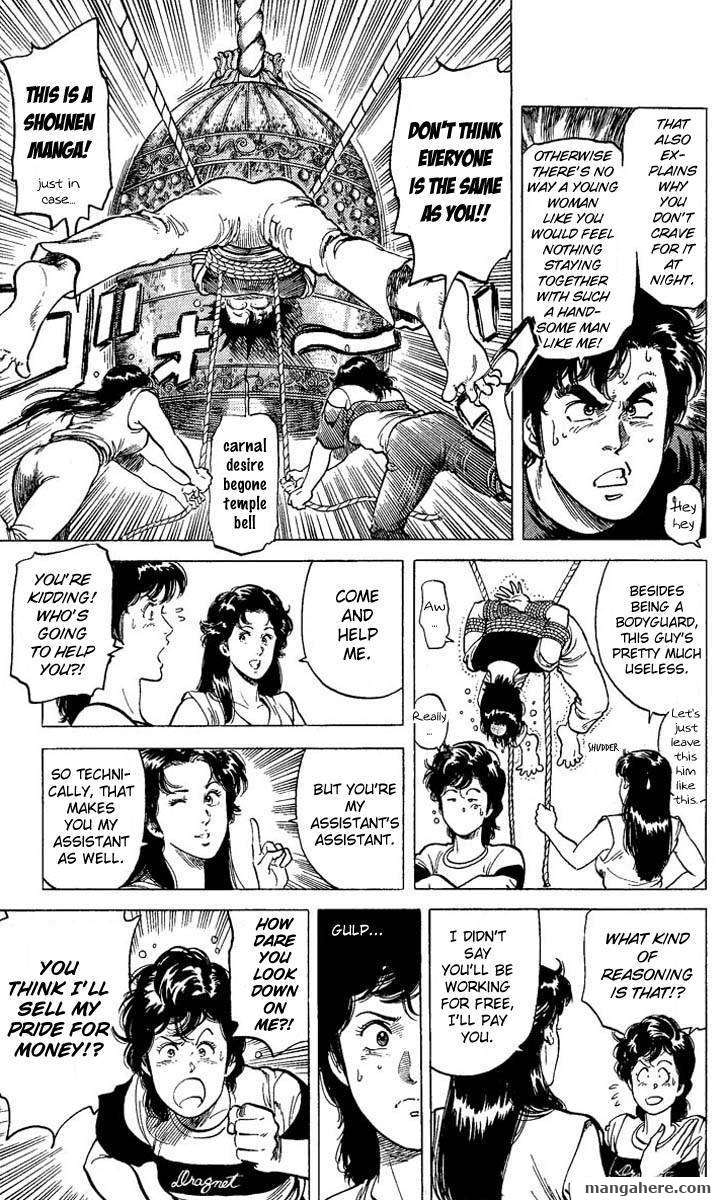 THAT
ALSO
EX-
PLAINS
WHY
YOU
DON'T
CRAVE
FOR IT
AT
NIGHT.
OTHERWISE
THERE'S NO
WAY A YOUNG
WOMAN
LIKE YOU
WOULD FEEL
NOTHING
STAYING
TOGETHER
WITH SUCH
A HAND-
SOME MAN
LIKE ME!
Hey
hey
DON'T THINK
EVERYONE
IS THE SAME
AS YOU!!
THIS IS A
SHOUNEN
MANGA!
just in
case...
carnal
desire
begone
temple
bell
BESIDES
BEING A
BODYGUARD,
THIS GUY'S
PRETTY MUCH
USELESS.
Let's
just
leave
this
him
like
this.
Aw
...
SHUDDER
Really
...
COME
AND
HELP
ME.
YOU'RE
KIDDING!
WHO'S
GOING
TO HELP
YOU?!
BUT YOU'RE
MY
ASSISTANT'S
ASSISTANT.
SO TECHNI-
CALLY, THAT
MAKES
YOU MY
ASSISTANT
AS WELL.
WHAT KIND
OF
REASONING
IS THAT!?
I DIDN'T
SAY
YOU'LL BE
WORKING
FOR FREE,
I'LL PAY
YOU.
GULP...
HOW
DARE
YOU
LOOK
DOWN
ON
ME?!
YOU
THINK I'LL
SELL MY
PRIDE FOR
MONEY!?
Dragnet
mangahere.com